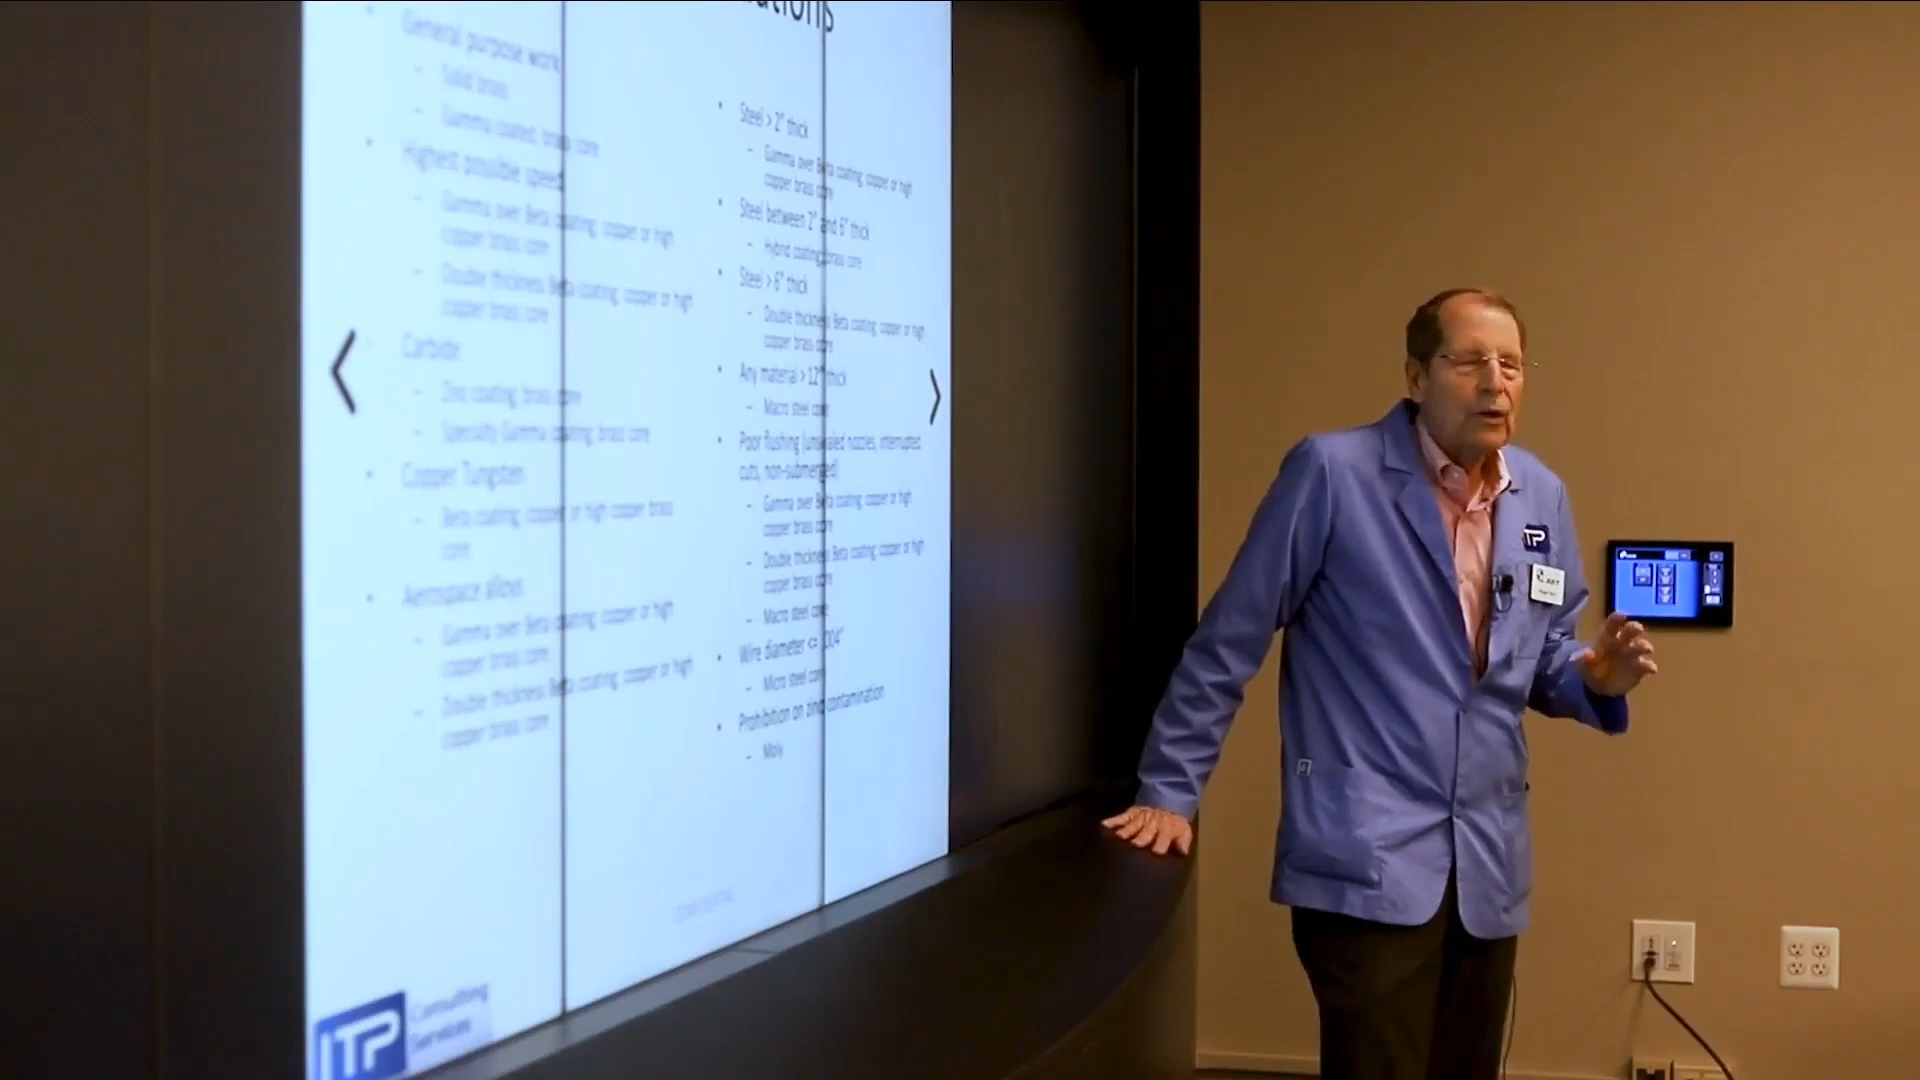 General purpose work
- Solid brass
- Gamma coated, brass core
• Highest possible speed
- Gamma over Beta coating; copper or high
copper brass core
- Double thickness Beta coating; copper or high
copper brass core
Carbide
- Zinc coating; brass core
- Specialty Gamma coating; brass core
• Copper Tungsten
- Beta coating; copper or high copper brass
core
• Aerospace alloys
- Gamma over Beta coating; copper or high
copper brass core
- Double thickness Beta coating; copper or high
copper brass core
• Steel > 2" thick
- Gamma over Beta coating; copper or high
copper brass core
• Steel between 2" and 6" thick
- Hybrid coating; brass core
• Steel > 6" thick
- Double thickness Beta coating; copper or high
copper brass core
• Any material > 12" thick
- Macro steel core
• Poor flushing (unsealed nozzles, interrupted
cuts, non-submerged)
- Gamma over Beta coating; copper or high
copper brass core
- Double thickness Beta coating; copper or high
copper brass core
- Macro steel core
• Wire diameter <= .004"
- Micro steel core
• Prohibition on zinc contamination
- Moly
CONFIDENTIAL
ITP
Consulting
Services
TP